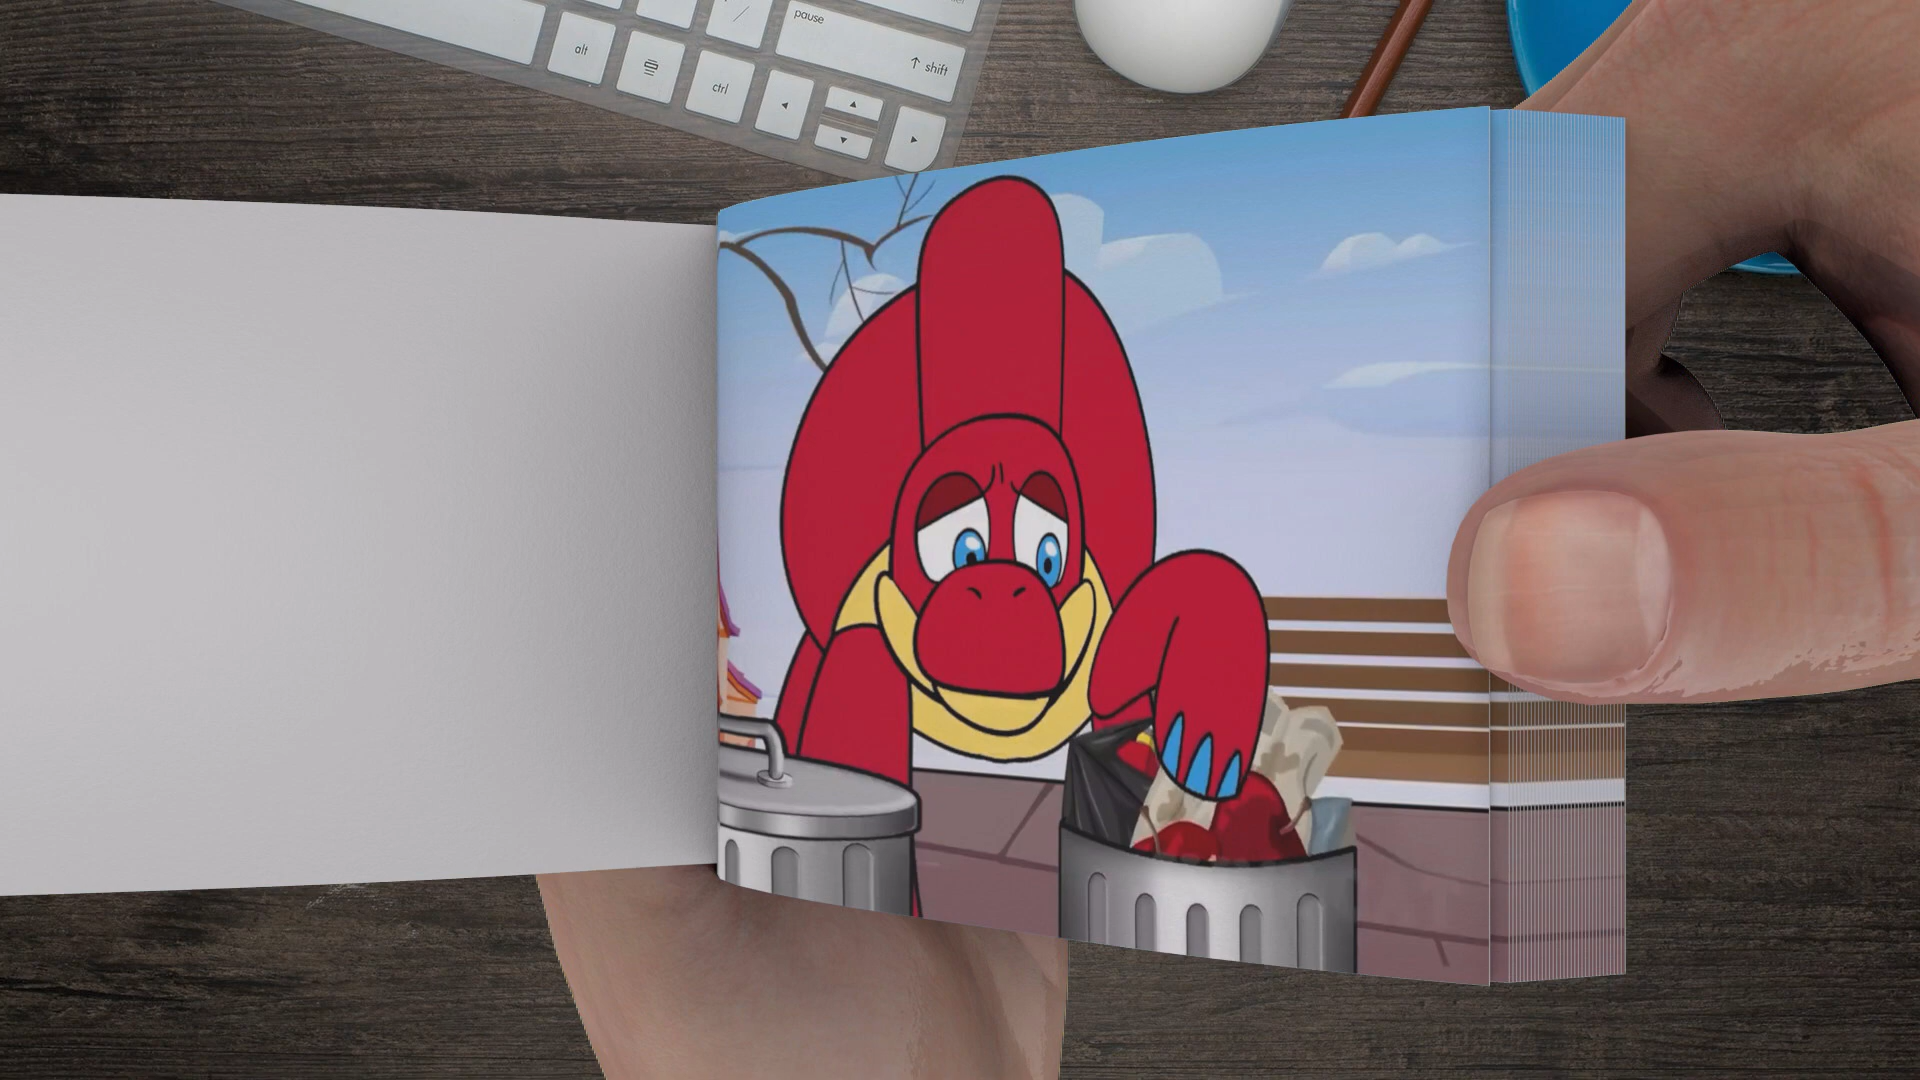 pause
↑ shift
alt
ctrl